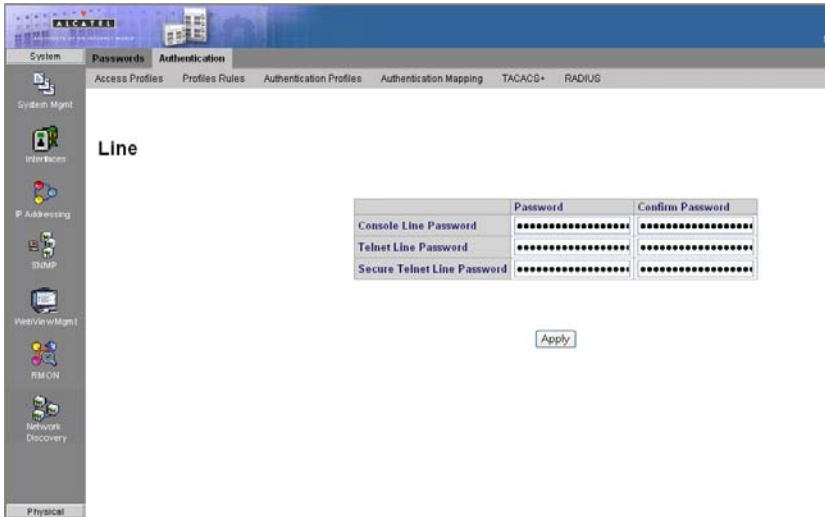 ALCATEL
System
Passwords Authentication
Access Profiles Profiles Rules Authentication Profiles Authentication Mapping TACACS+ RADIUS
System Mgmt
Interfaces
IP Addressing
SNMP
WebViewMgmt
RMON
Network
Discovery
Physical
Line
Password Confirm Password
Console Line Password
Telnet Line Password
Secure Telnet Line Password
Apply